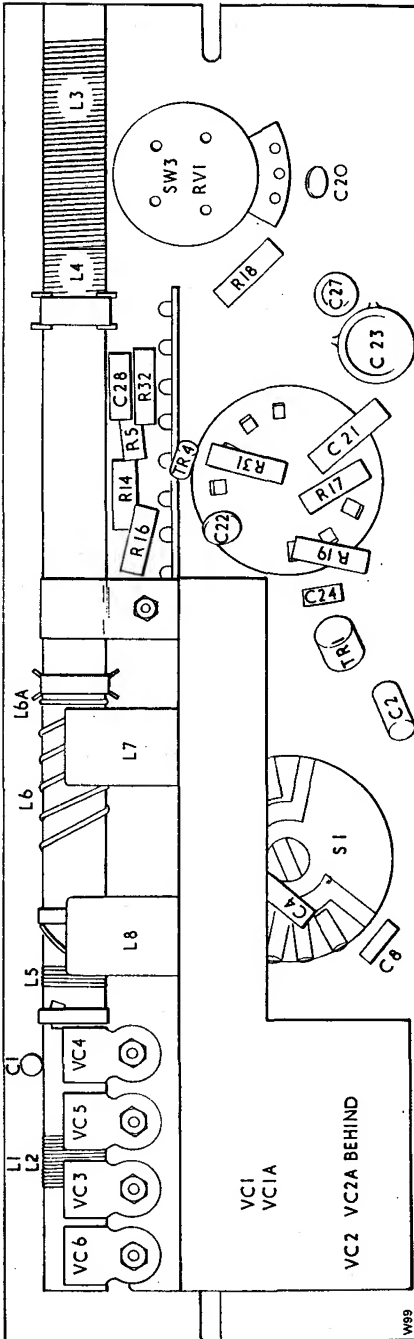 L3
L4
SW3
RV1
C20
R18
C27
C23
C28
R32
R5
R14
R16
TR4
R31
C21
R17
C22
R19
C24
TR1
C2
L6A
L6
L7
L8
L5
S1
C4
C8
C1
L1
L2
VC4
VC5
VC3
VC6
VC1
VC1A
VC2 VC2A BEHIND
W99